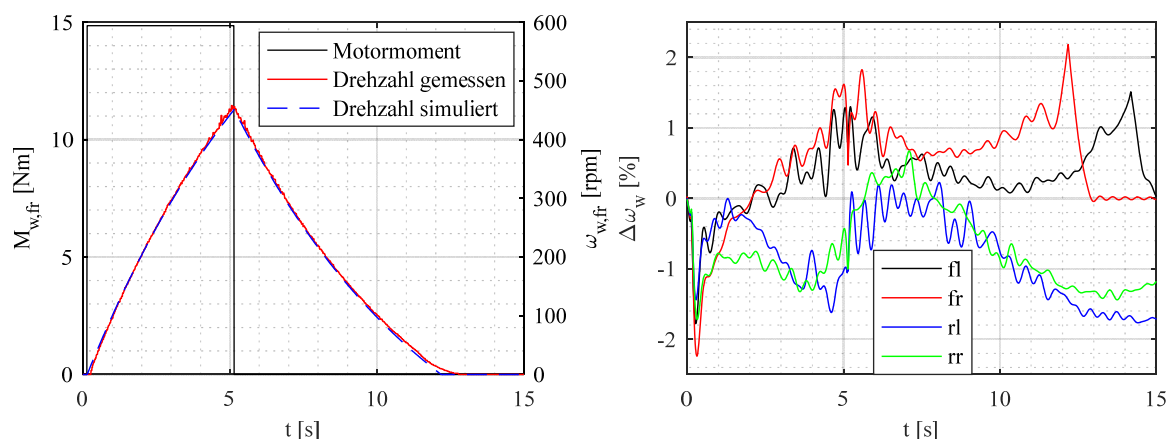 15
10
5
0
M_w,fr [Nm]
Motormoment
Drehzahl gemessen
Drehzahl simuliert
600
500
400
300
200
100
0
ω_w,fr [rpm]
0 5 10 15
t [s]
2
1
0
-1
-2
Δω_w [%]
fl
fr
rl
rr
0 5 10 15
t [s]